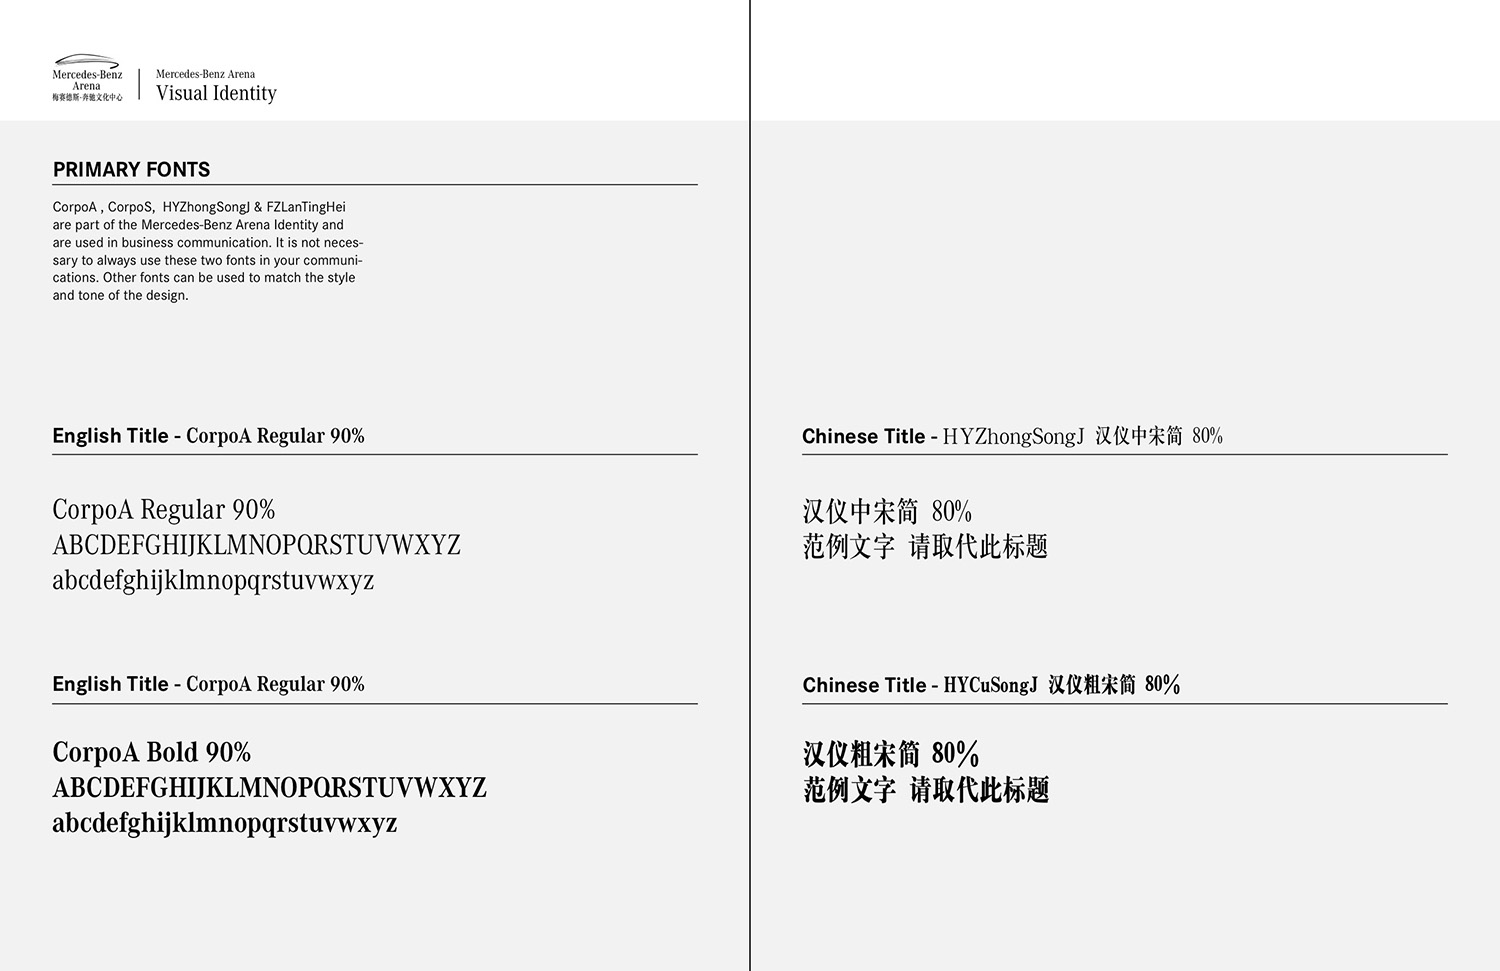 Mercedes-Benz
Arena
梅赛德斯-奔驰文化中心
Mercedes-Benz Arena
Visual Identity
PRIMARY FONTS
CorpoA , CorpoS,  HYZhongSongJ & FZLanTingHei
are part of the Mercedes-Benz Arena Identity and
are used in business communication. It is not neces-
sary to always use these two fonts in your communi-
cations. Other fonts can be used to match the style
and tone of the design.
English Title - CorpoA Regular 90%
CorpoA Regular 90%
ABCDEFGHIJKLMNOPQRSTUVWXYZ
abcdefghijklmnopqrstuvwxyz
English Title - CorpoA Regular 90%
CorpoA Bold 90%
ABCDEFGHIJKLMNOPQRSTUVWXYZ
abcdefghijklmnopqrstuvwxyz
Chinese Title - HYZhongSongJ 汉仪中宋简 80%
汉仪中宋简 80%
范例文字 请取代此标题
Chinese Title - HYCuSongJ 汉仪粗宋简 80%
汉仪粗宋简 80%
范例文字 请取代此标题